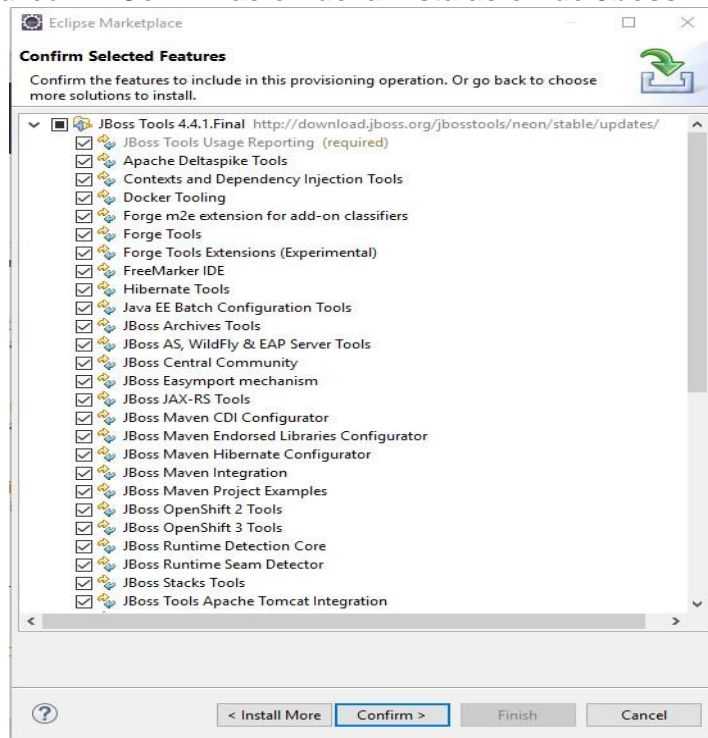 Eclipse Marketplace
Confirm Selected Features
Confirm the features to include in this provisioning operation. Or go back to choose
more solutions to install.
JBoss Tools 4.4.1.Final http://download.jboss.org/jbosstools/neon/stable/updates/
JBoss Tools Usage Reporting (required)
Apache Deltaspike Tools
Contexts and Dependency Injection Tools
Docker Tooling
Forge m2e extension for add-on classifiers
Forge Tools
Forge Tools Extensions (Experimental)
FreeMarker IDE
Hibernate Tools
Java EE Batch Configuration Tools
JBoss Archives Tools
JBoss AS, WildFly & EAP Server Tools
JBoss Central Community
JBoss Easymport mechanism
JBoss JAX-RS Tools
JBoss Maven CDI Configurator
JBoss Maven Endorsed Libraries Configurator
JBoss Maven Hibernate Configurator
JBoss Maven Integration
JBoss Maven Project Examples
JBoss OpenShift 2 Tools
JBoss OpenShift 3 Tools
JBoss Runtime Detection Core
JBoss Runtime Seam Detector
JBoss Stacks Tools
JBoss Tools Apache Tomcat Integration
< Install More Confirm > Finish Cancel